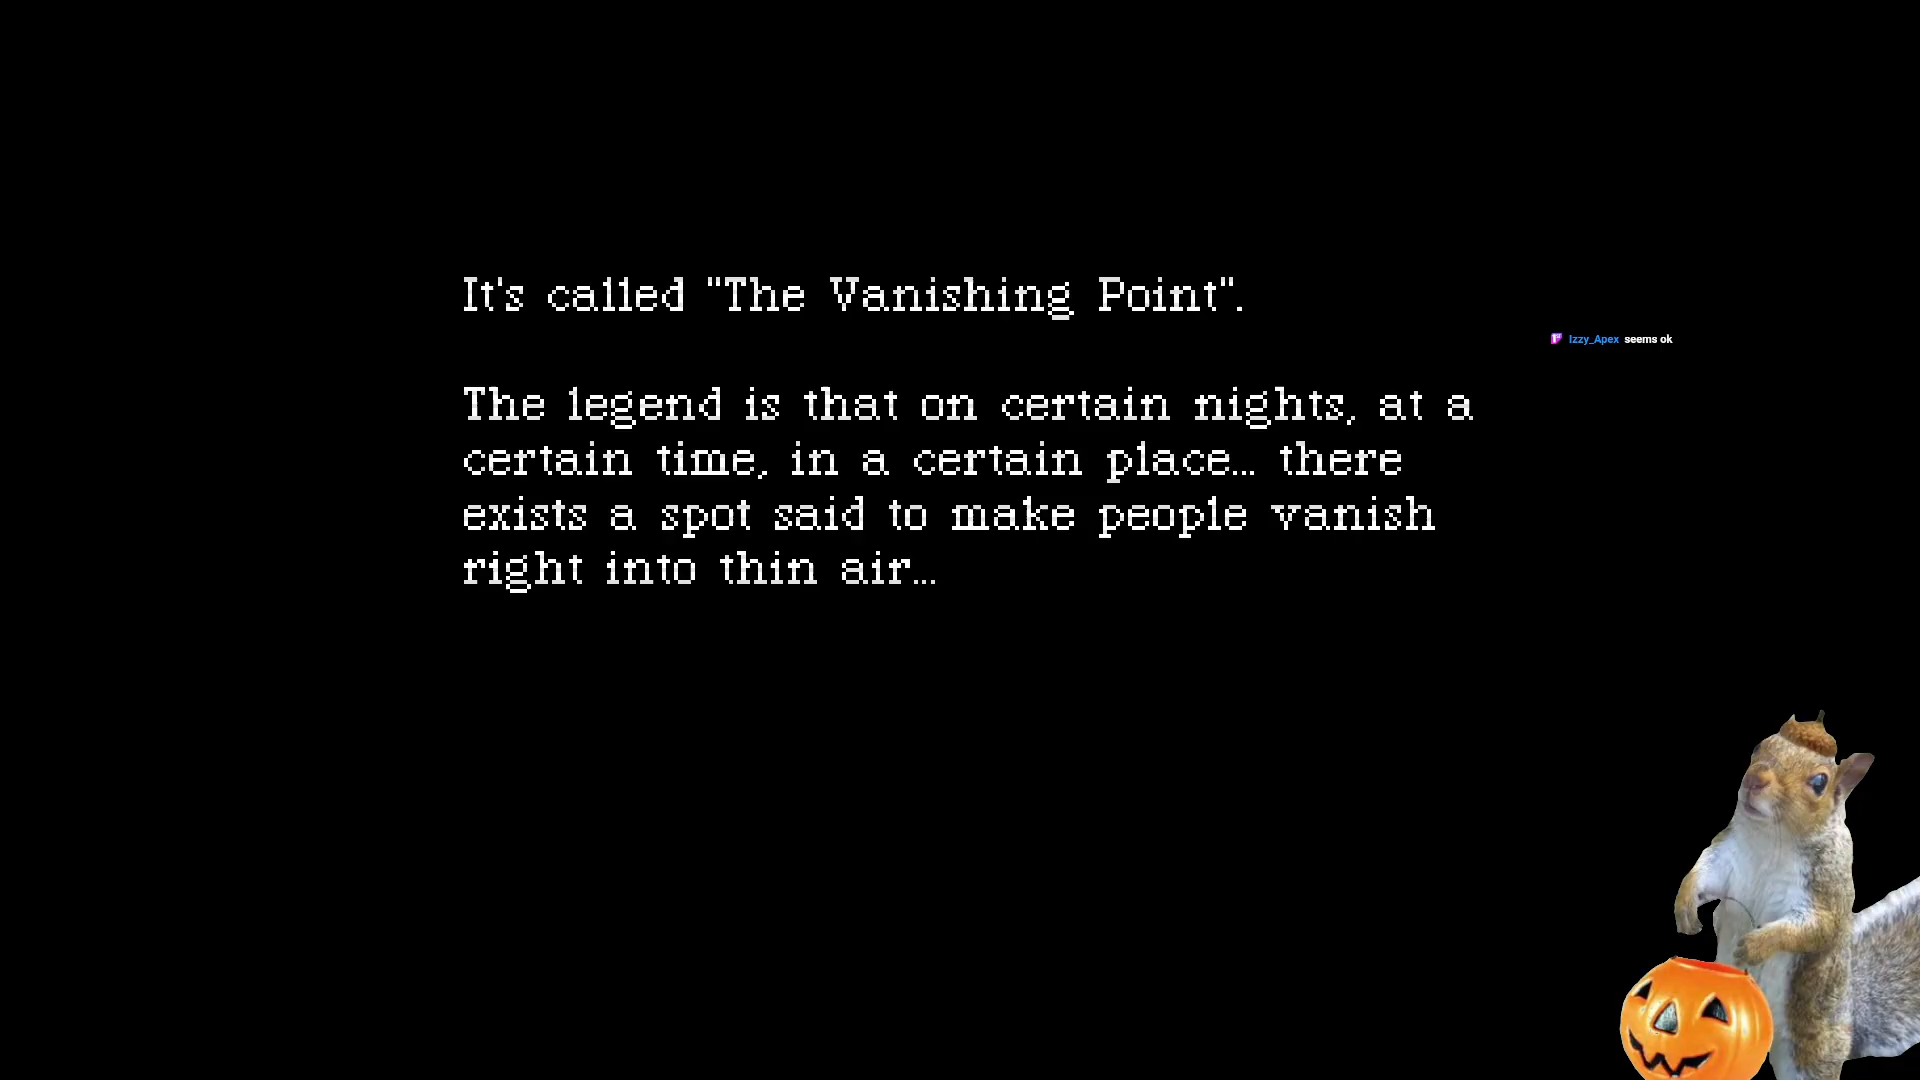 It's called "The Vanishing Point".
Izzy_Apex seems ok
The legend is that on certain nights, at a
certain time, in a certain place... there
exists a spot said to make people vanish
right into thin air...